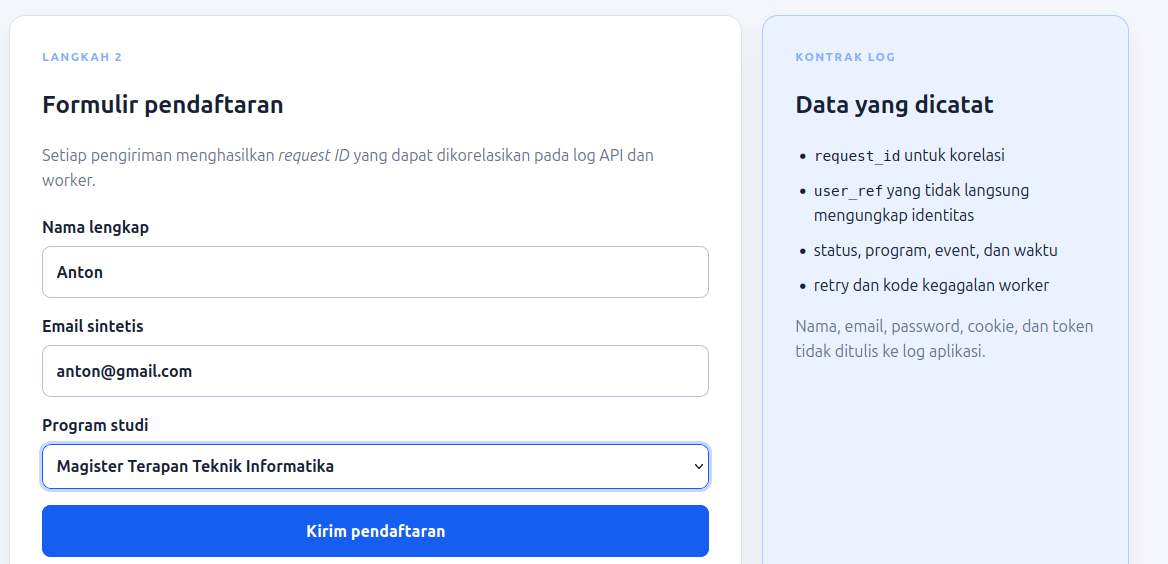 LANGKAH 2
Formulir pendaftaran
Setiap pengiriman menghasilkan request ID yang dapat dikorelasikan pada log API dan
worker.
Nama lengkap
Anton
Email sintetis
anton@gmail.com
Program studi
Magister Terapan Teknik Informatika
Kirim pendaftaran
KONTRAK LOG
Data yang dicatat
• request_id untuk korelasi
• user_ref yang tidak langsung
mengungkap identitas
• status, program, event, dan waktu
• retry dan kode kegagalan worker
Nama, email, password, cookie, dan token
tidak ditulis ke log aplikasi.